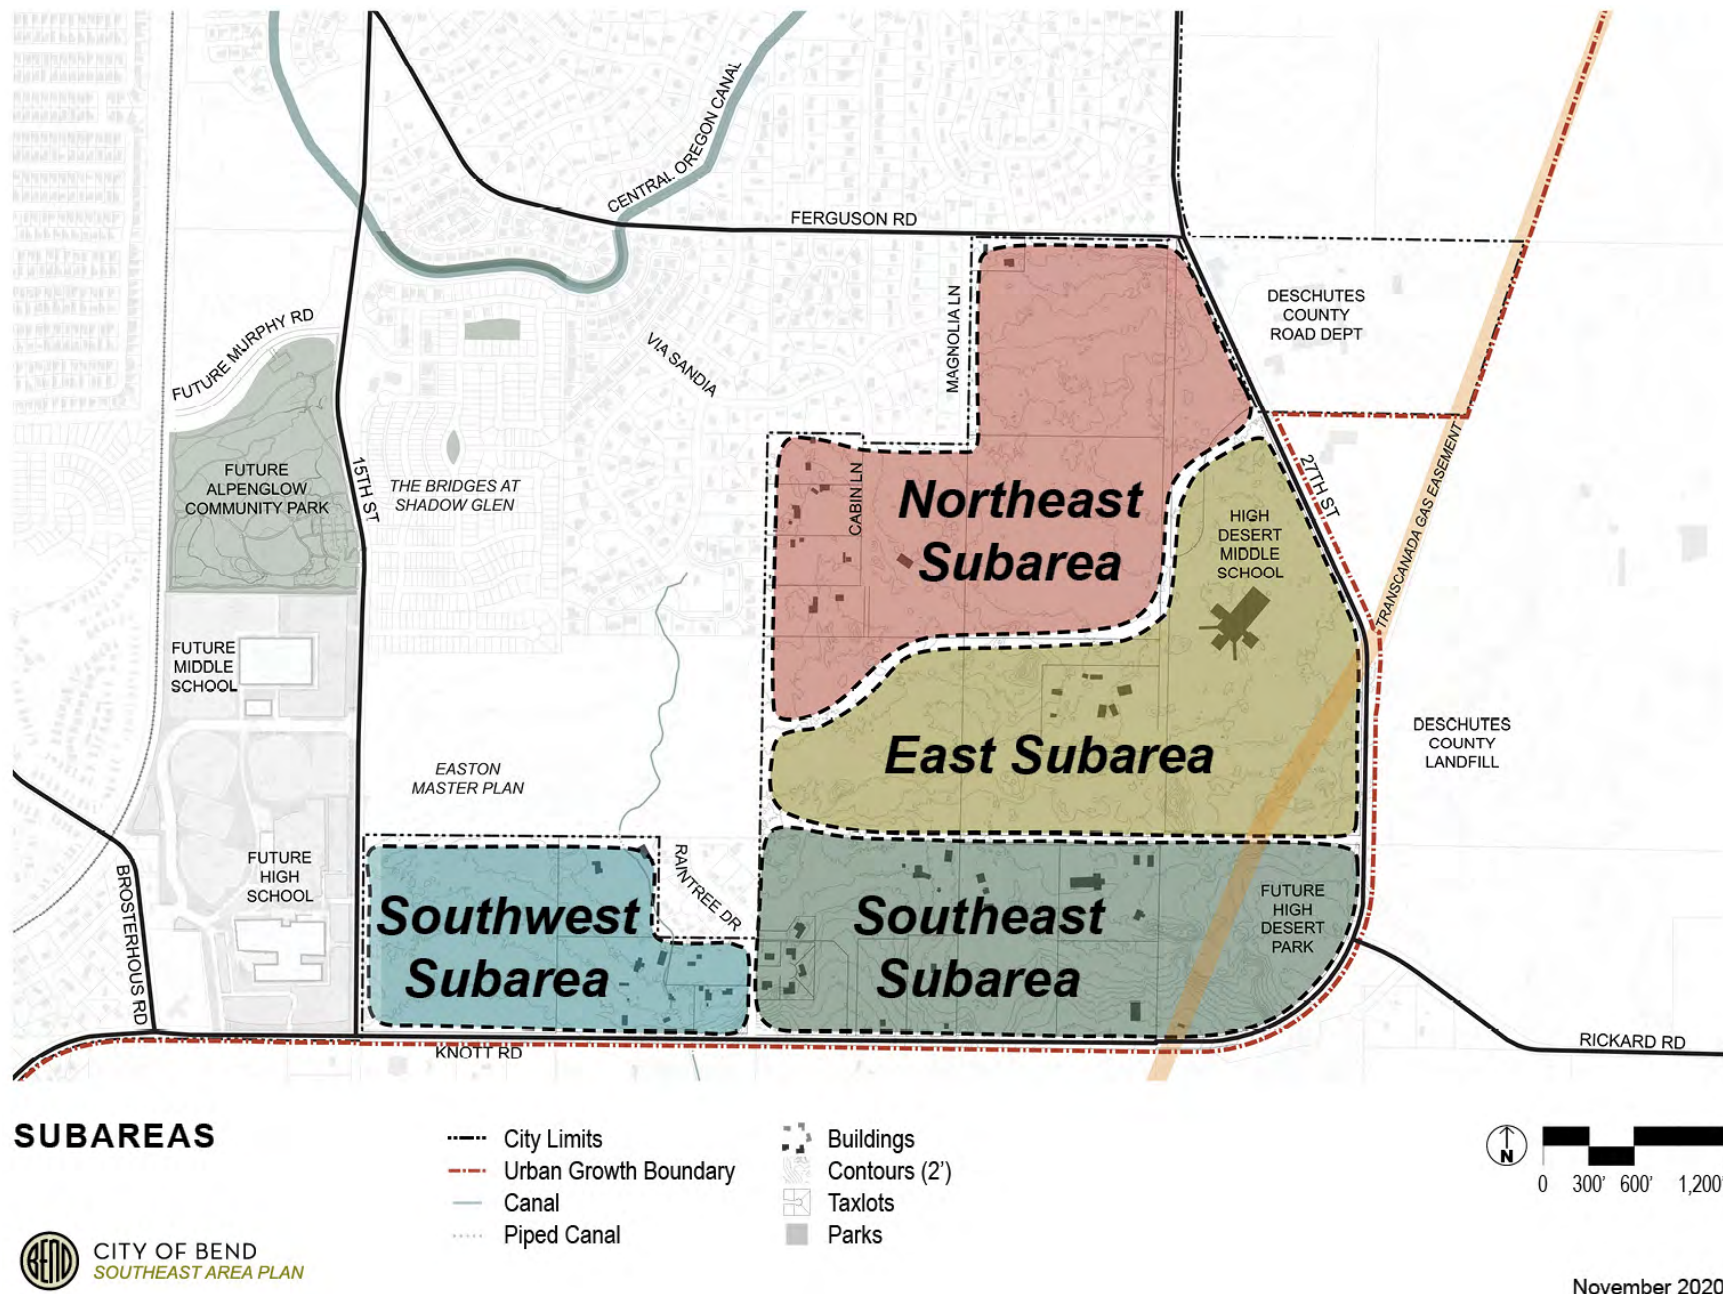 CENTRAL OREGON CANAL
FERGUSON RD
DESCHUTES
COUNTY
ROAD DEPT
MAGNOLIA LN
FUTURE MURPHY RD
VIA SANDIA
FUTURE
ALPENGLOW
COMMUNITY PARK
15TH ST
THE BRIDGES AT
SHADOW GLEN
CABIN LN
Northeast
Subarea
HIGH
DESERT
MIDDLE
SCHOOL
27TH ST
TRANSCANADA GAS EASEMENT
FUTURE
MIDDLE
SCHOOL
East Subarea
DESCHUTES
COUNTY
LANDFILL
EASTON
MASTER PLAN
BROSTERHOUS RD
FUTURE
HIGH
SCHOOL
RAINTREE DR
Southwest
Subarea
Southeast
Subarea
FUTURE
HIGH
DESERT
PARK
KNOTT RD
RICKARD RD
SUBAREAS
City Limits
Urban Growth Boundary
Canal
Piped Canal
Buildings
Contours (2')
Taxlots
Parks
N
0 300' 600' 1,200'
BEND
CITY OF BEND
SOUTHEAST AREA PLAN
November 2020